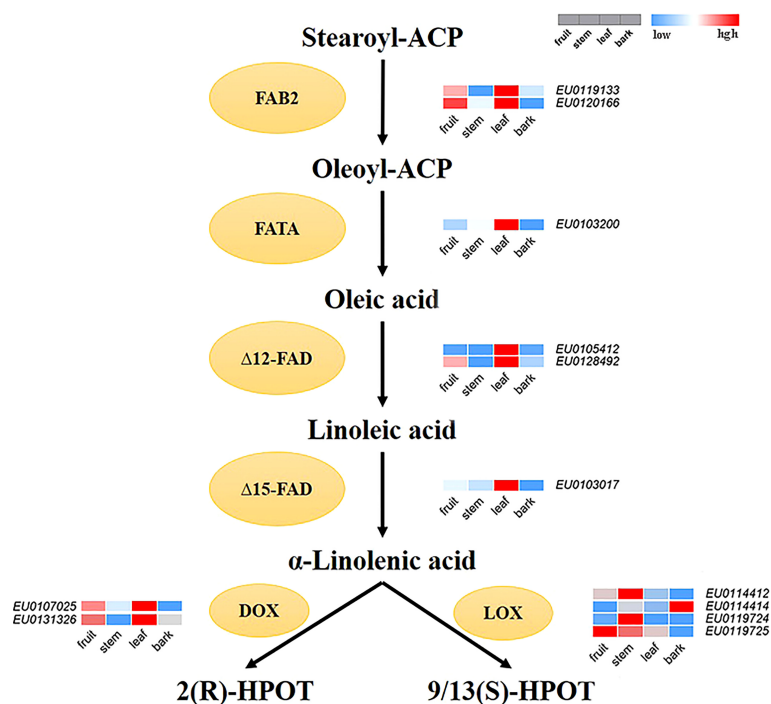 Stearoyl-ACP
fruit stem leaf bark
low hgh
FAB2
EU0119133
EU0120166
fruit stem leaf bark
Oleoyl-ACP
FATA
EU0103200
fruit stem leaf bark
Oleic acid
Δ12-FAD
EU0105412
EU0128492
fruit stem leaf bark
Linoleic acid
Δ15-FAD
EU0103017
fruit stem leaf bark
α-Linolenic acid
EU0107025
EU0131326
fruit stem leaf bark
DOX
LOX
EU0114412
EU0114414
EU0119724
EU0119725
fruit stem leaf bark
2(R)-HPOT
9/13(S)-HPOT